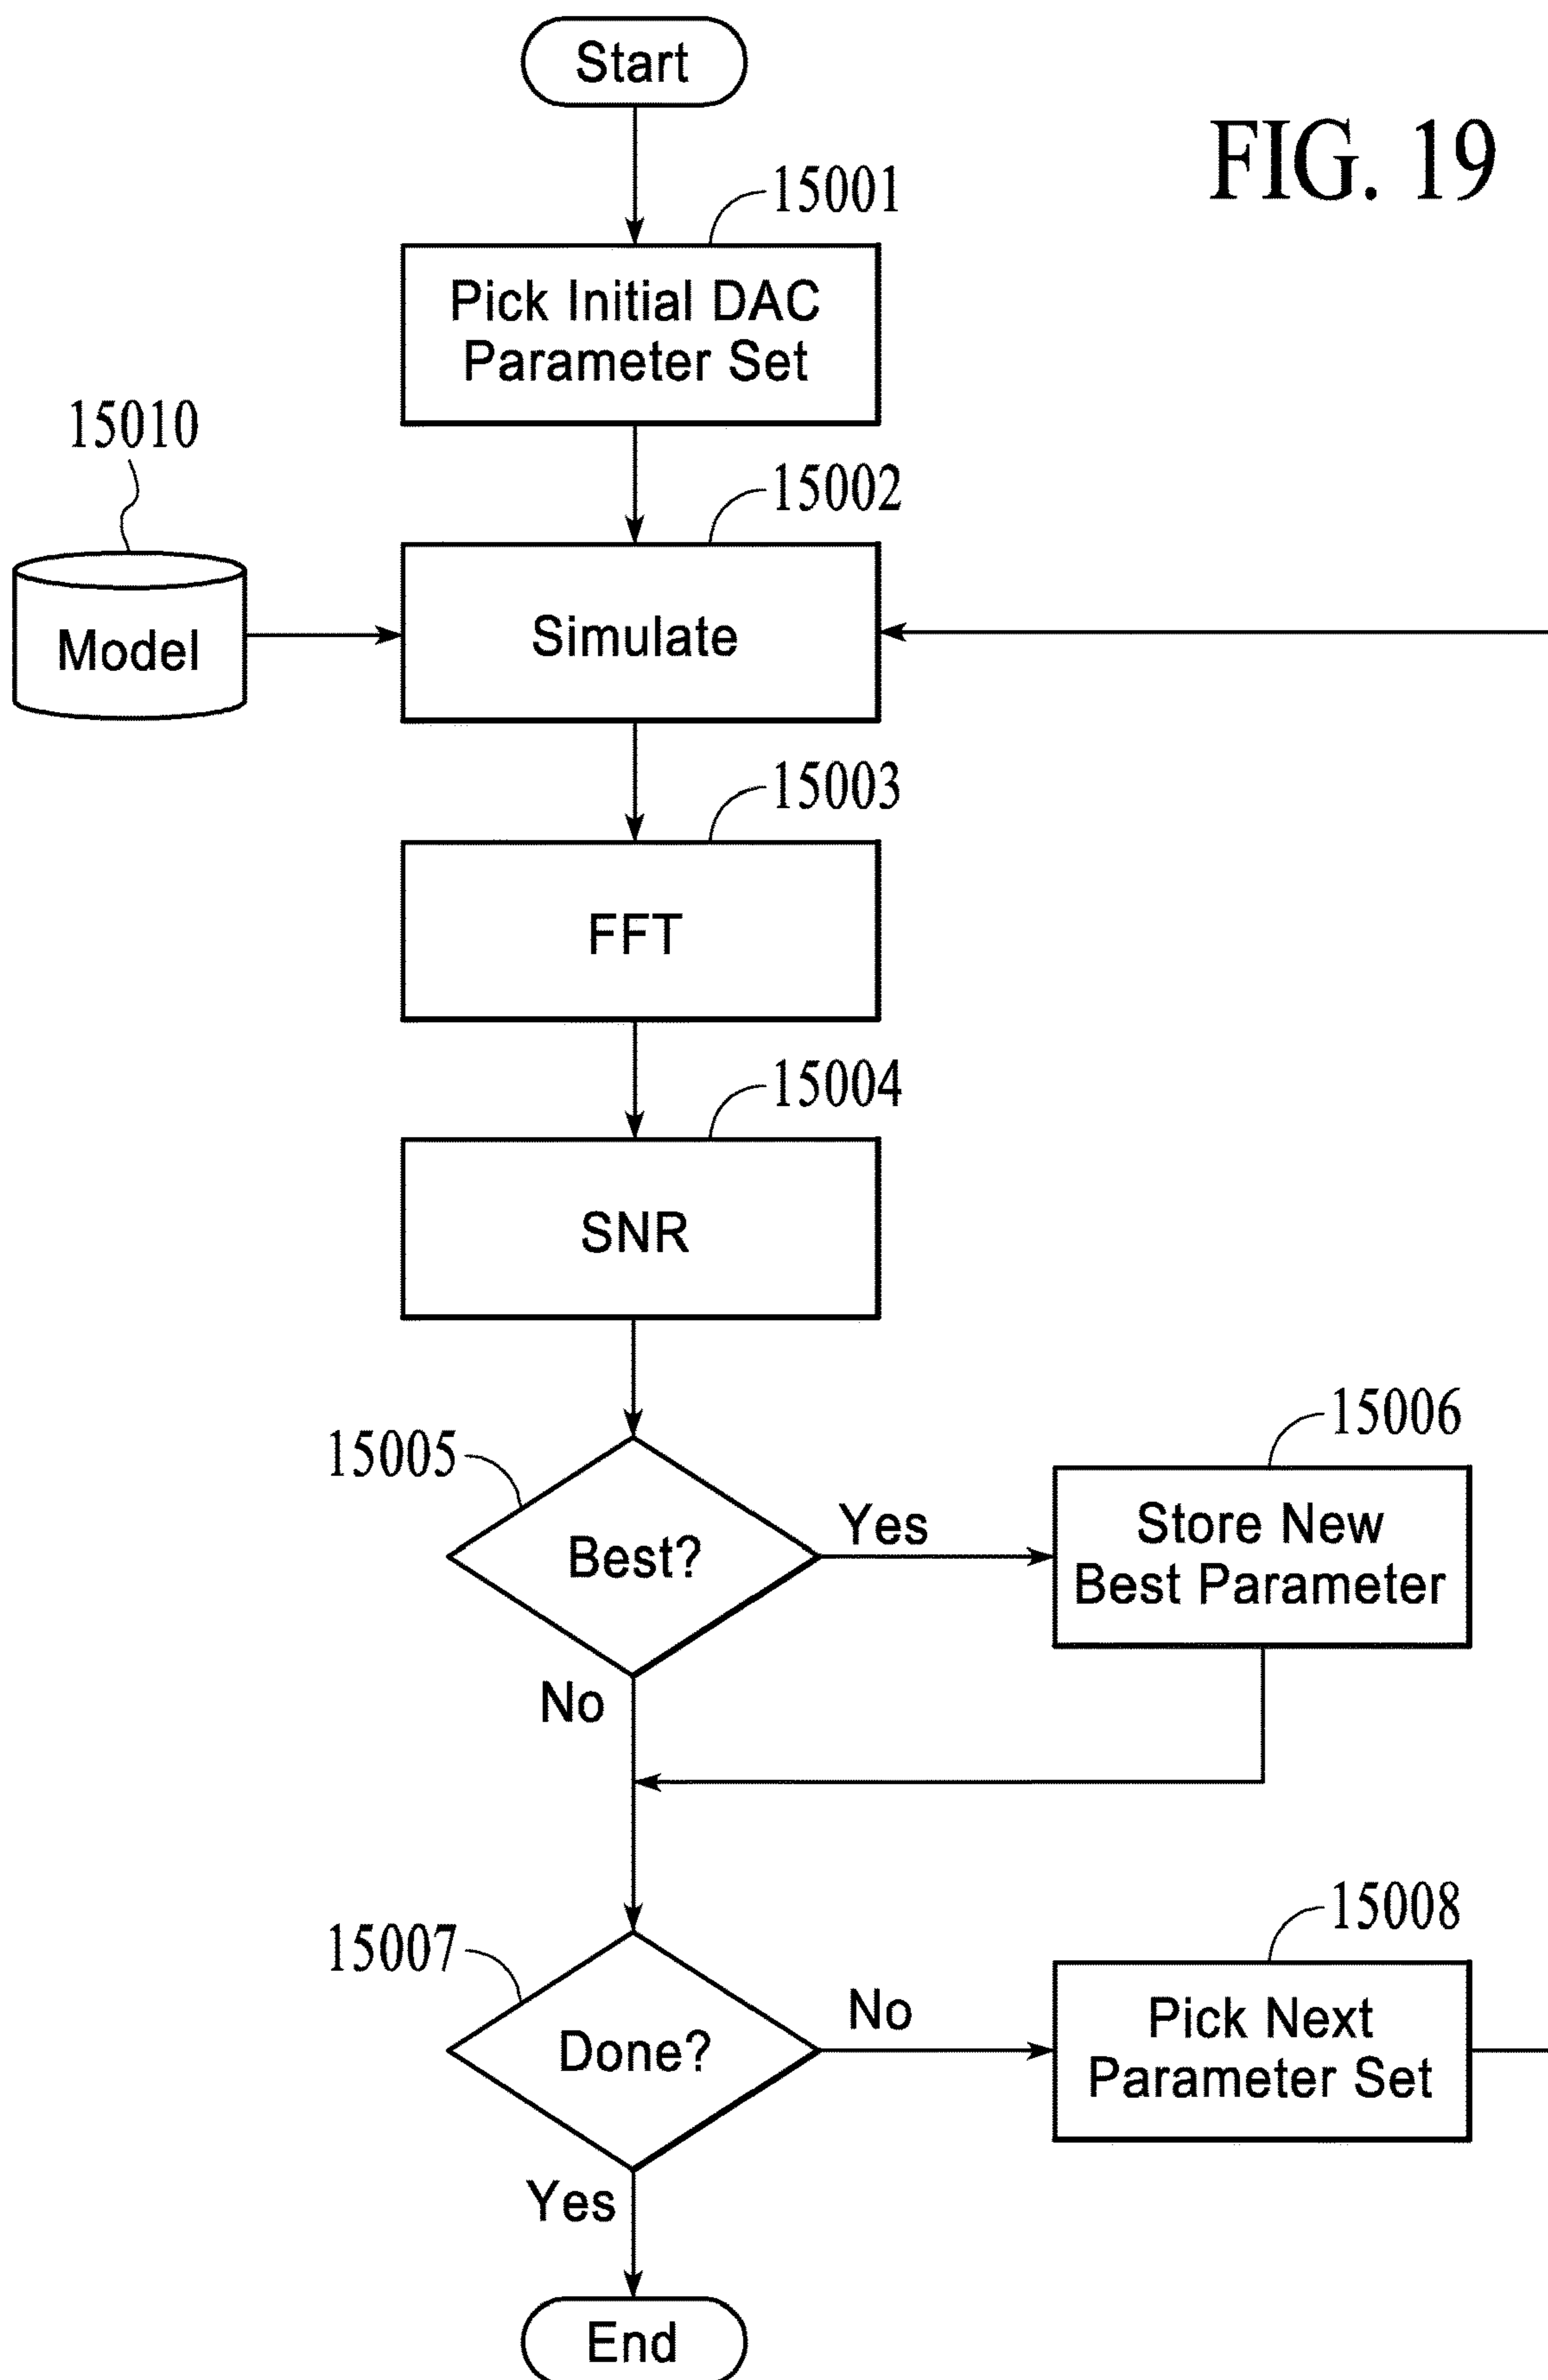 Start
FIG. 19
15001
Pick Initial DAC
Parameter Set
15010
15002
Model
Simulate
15003
FFT
15004
SNR
15005
Best?
Yes
15006
Store New
Best Parameter
No
15007
Done?
No
15008
Pick Next
Parameter Set
Yes
End